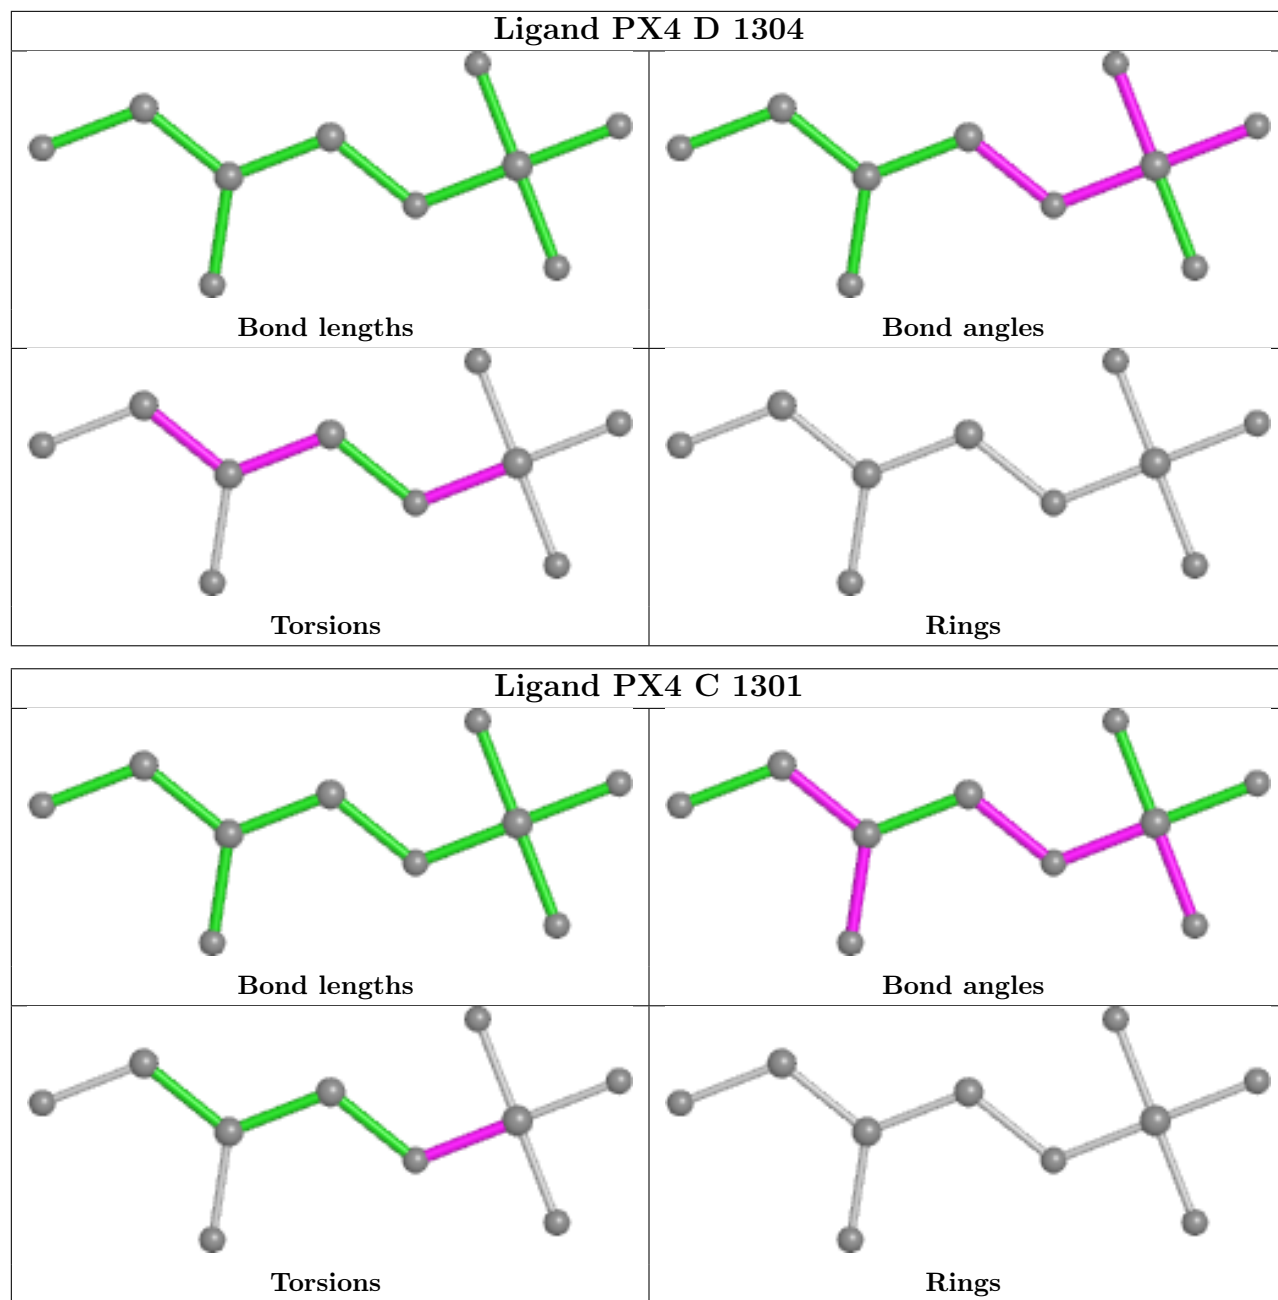 Ligand PX4 D 1304
Bond lengths
Bond angles
Torsions
Rings
Ligand PX4 C 1301
Bond lengths
Bond angles
Torsions
Rings